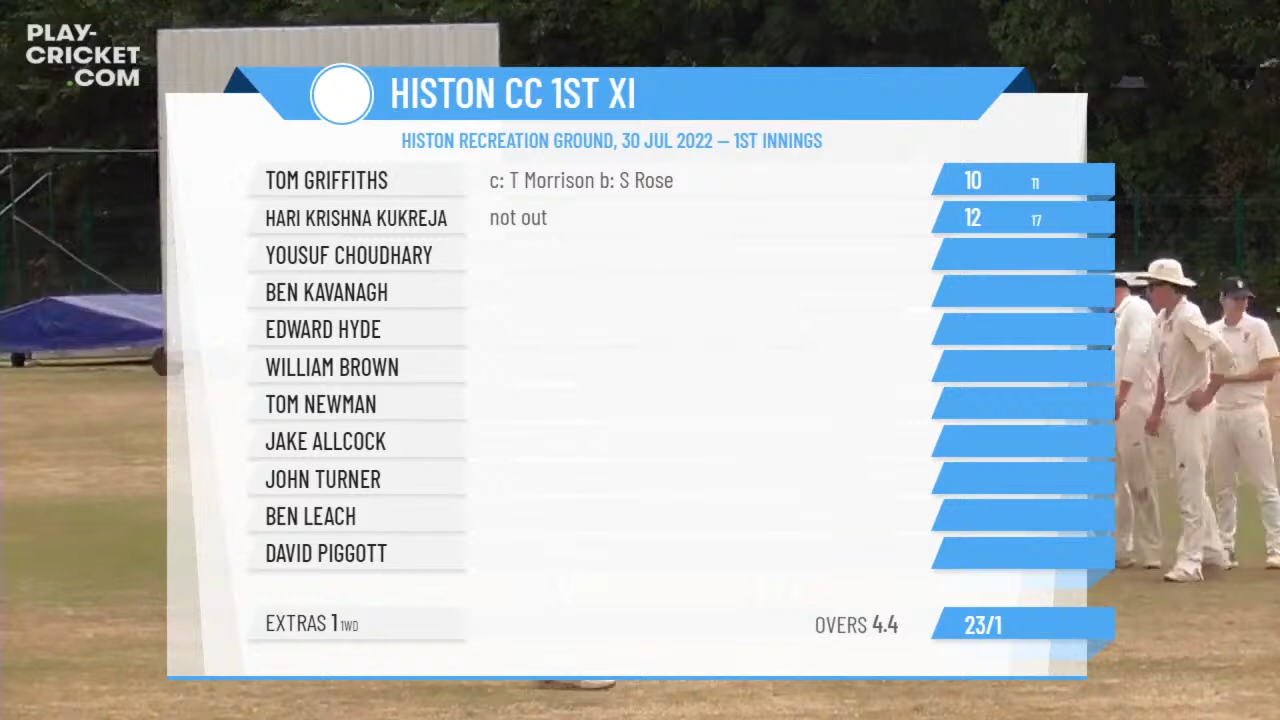 PLAY-
CRICKET
.COM
HISTON CC 1ST XI
HISTON RECREATION GROUND, 30 JUL 2022 – 1ST INNINGS
TOM GRIFFITHS c: T Morrison b: S Rose 10 11
HARI KRISHNA KUKREJA not out 12 17
YOUSUF CHOUDHARY
BEN KAVANAGH
EDWARD HYDE
WILLIAM BROWN
TOM NEWMAN
JAKE ALLCOCK
JOHN TURNER
BEN LEACH
DAVID PIGGOTT
EXTRAS 1 1WD OVERS 4.4 23/1